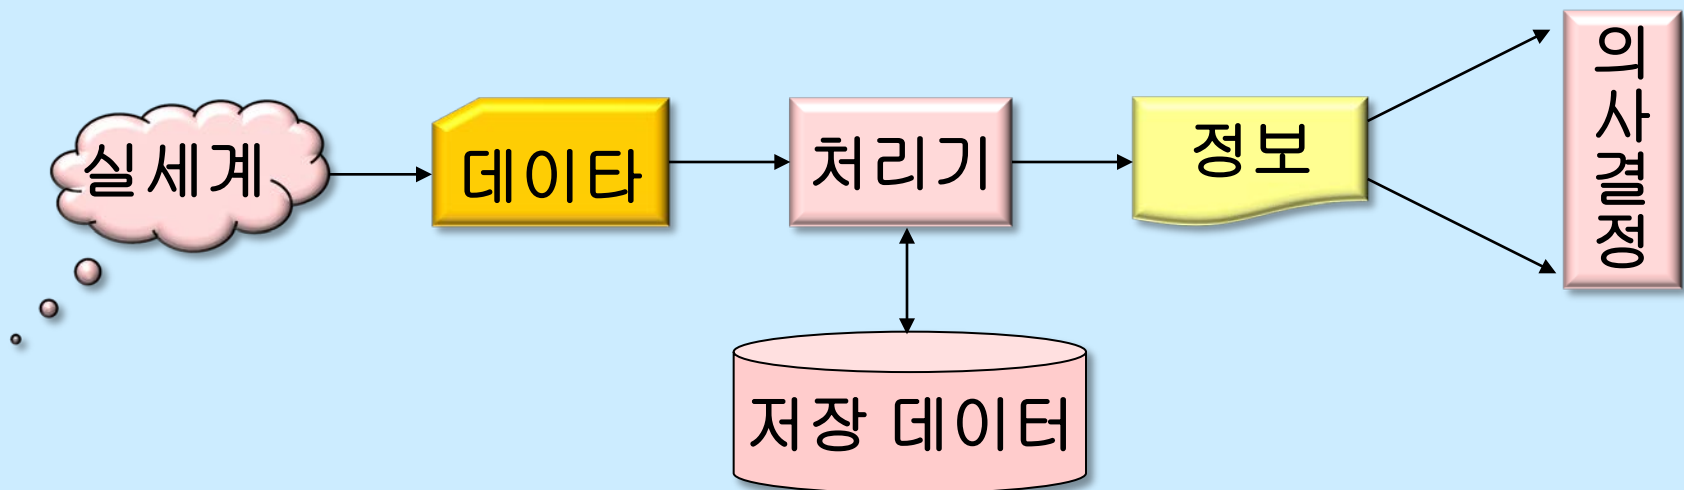 실세계
데이타
처리기
정보
의사결정
저장 데이터